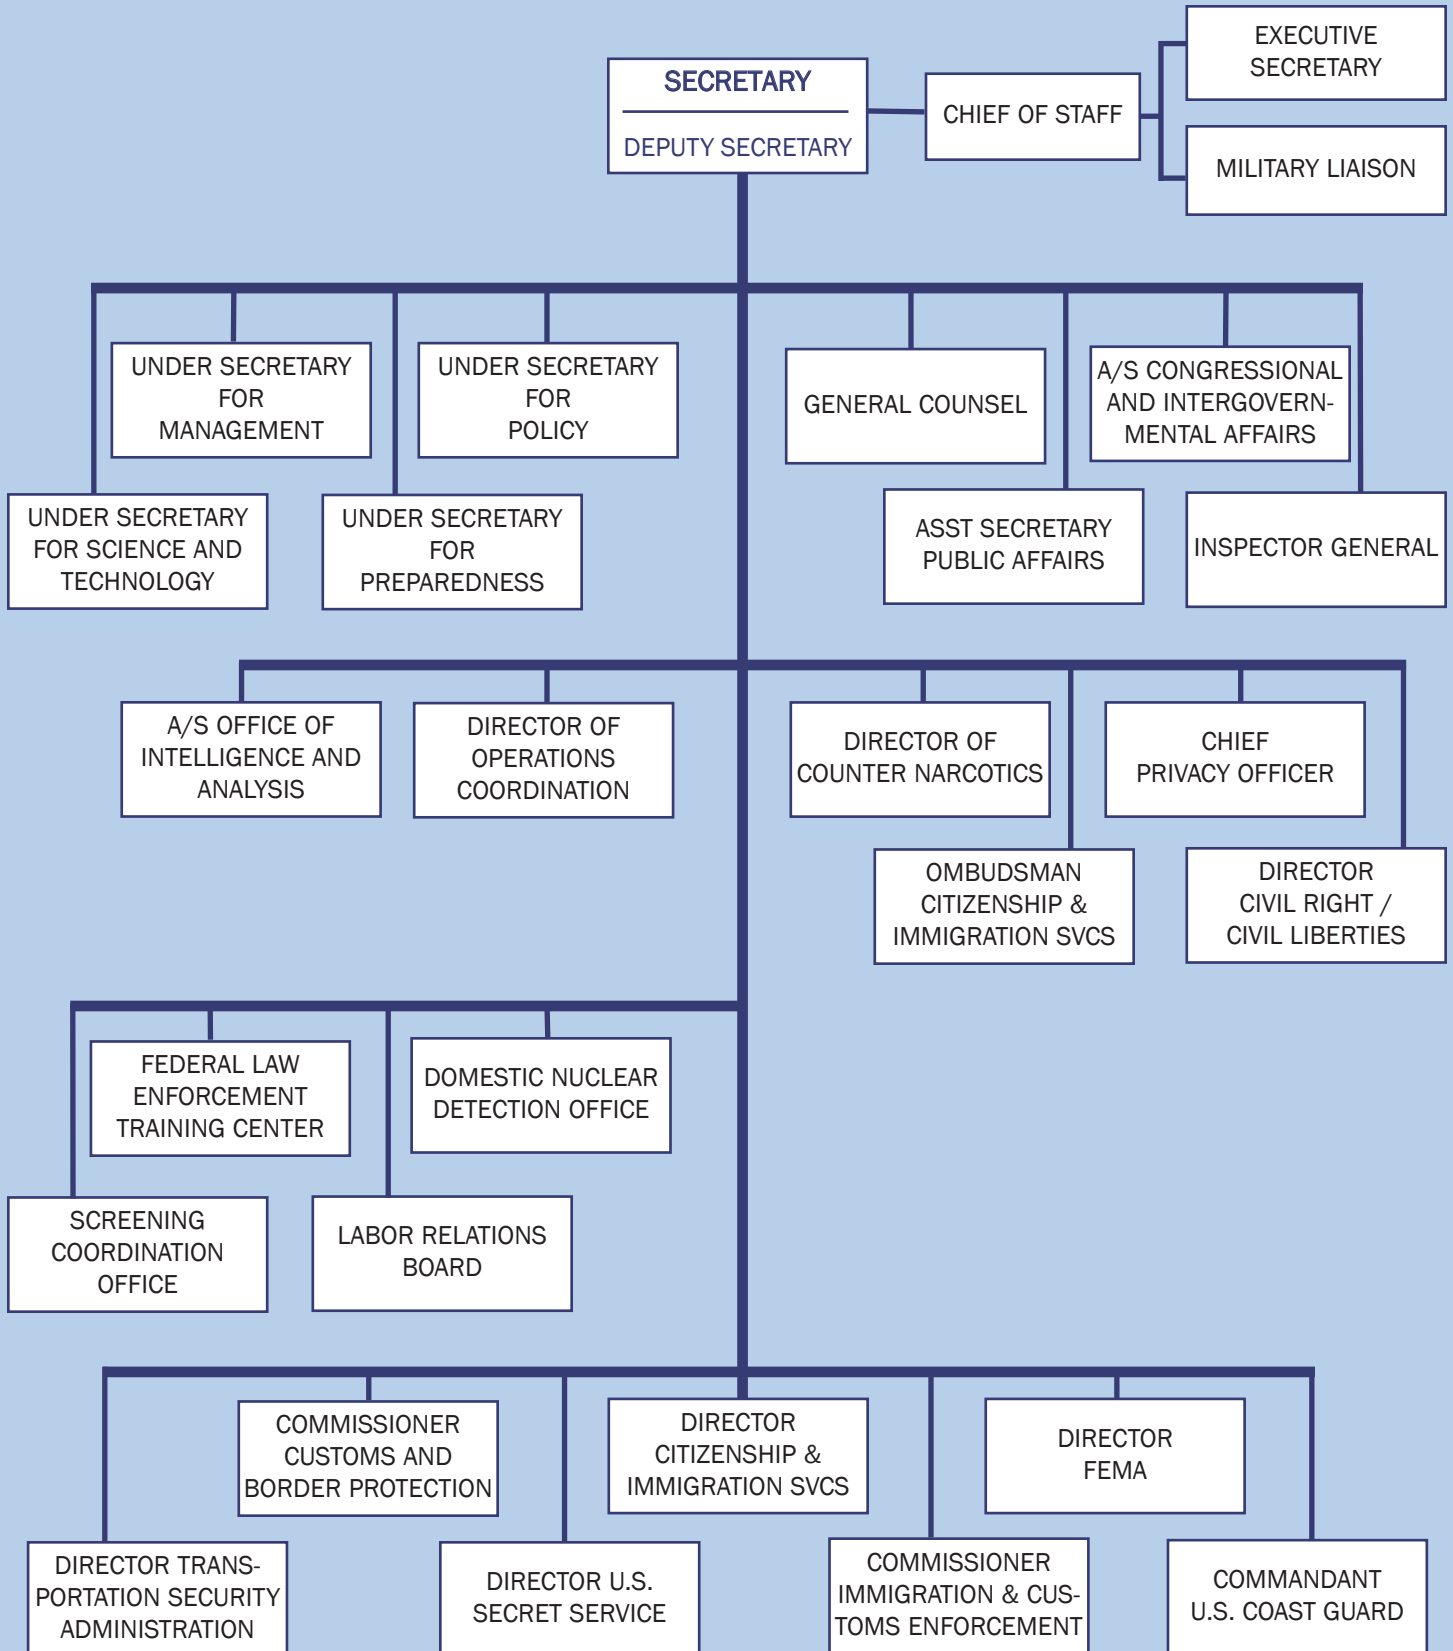 SECRETARY
DEPUTY SECRETARY
CHIEF OF STAFF
EXECUTIVE
SECRETARY
MILITARY LIAISON
UNDER SECRETARY
FOR
MANAGEMENT
UNDER SECRETARY
FOR
POLICY
GENERAL COUNSEL
A/S CONGRESSIONAL
AND INTERGOVERN-
MENTAL AFFAIRS
UNDER SECRETARY
FOR SCIENCE AND
TECHNOLOGY
UNDER SECRETARY
FOR
PREPAREDNESS
ASST SECRETARY
PUBLIC AFFAIRS
INSPECTOR GENERAL
A/S OFFICE OF
INTELLIGENCE AND
ANALYSIS
DIRECTOR OF
OPERATIONS
COORDINATION
DIRECTOR OF
COUNTER NARCOTICS
CHIEF
PRIVACY OFFICER
OMBUDSMAN
CITIZENSHIP &
IMMIGRATION SVCS
DIRECTOR
CIVIL RIGHT /
CIVIL LIBERTIES
FEDERAL LAW
ENFORCEMENT
TRAINING CENTER
DOMESTIC NUCLEAR
DETECTION OFFICE
SCREENING
COORDINATION
OFFICE
LABOR RELATIONS
BOARD
COMMISSIONER
CUSTOMS AND
BORDER PROTECTION
DIRECTOR
CITIZENSHIP &
IMMIGRATION SVCS
DIRECTOR
FEMA
DIRECTOR TRANS-
PORTATION SECURITY
ADMINISTRATION
DIRECTOR U.S.
SECRET SERVICE
COMMISSIONER
IMMIGRATION & CUS-
TOMS ENFORCEMENT
COMMANDANT
U.S. COAST GUARD